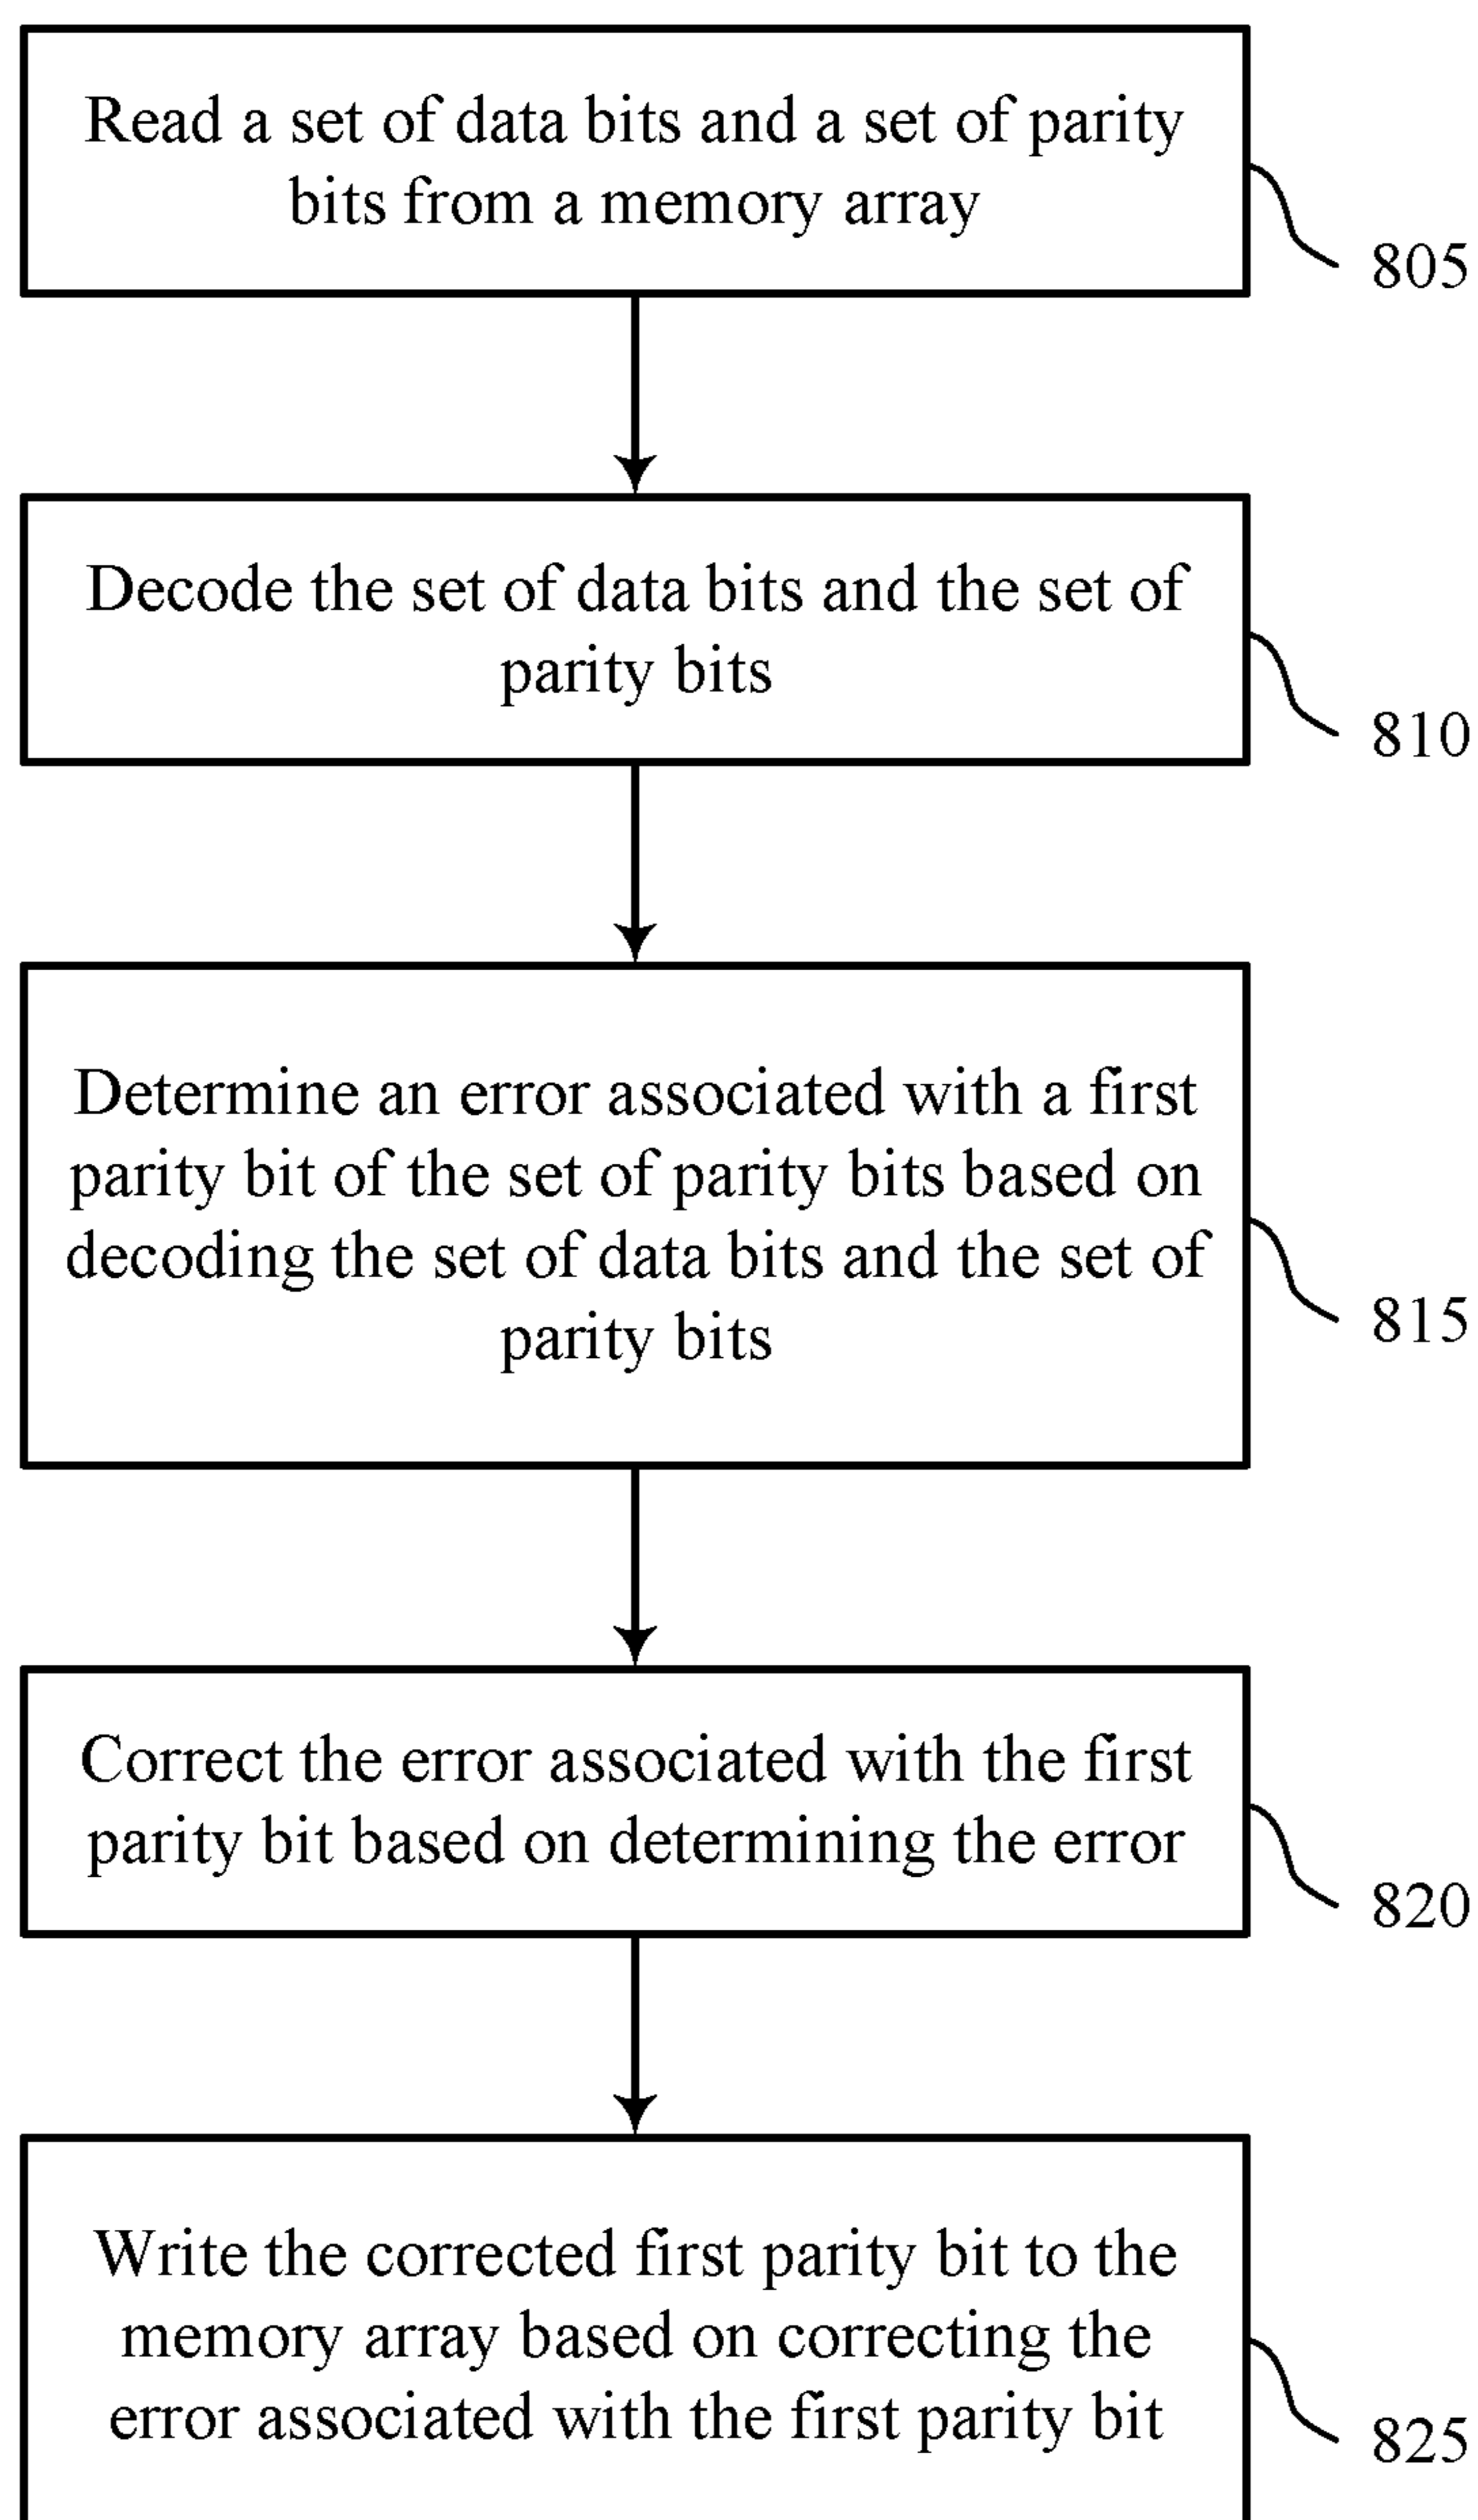 Read a set of data bits and a set of parity
bits from a memory array
805
Decode the set of data bits and the set of
parity bits
810
Determine an error associated with a first
parity bit of the set of parity bits based on
decoding the set of data bits and the set of
parity bits
815
Correct the error associated with the first
parity bit based on determining the error
820
Write the corrected first parity bit to the
memory array based on correcting the
error associated with the first parity bit
825